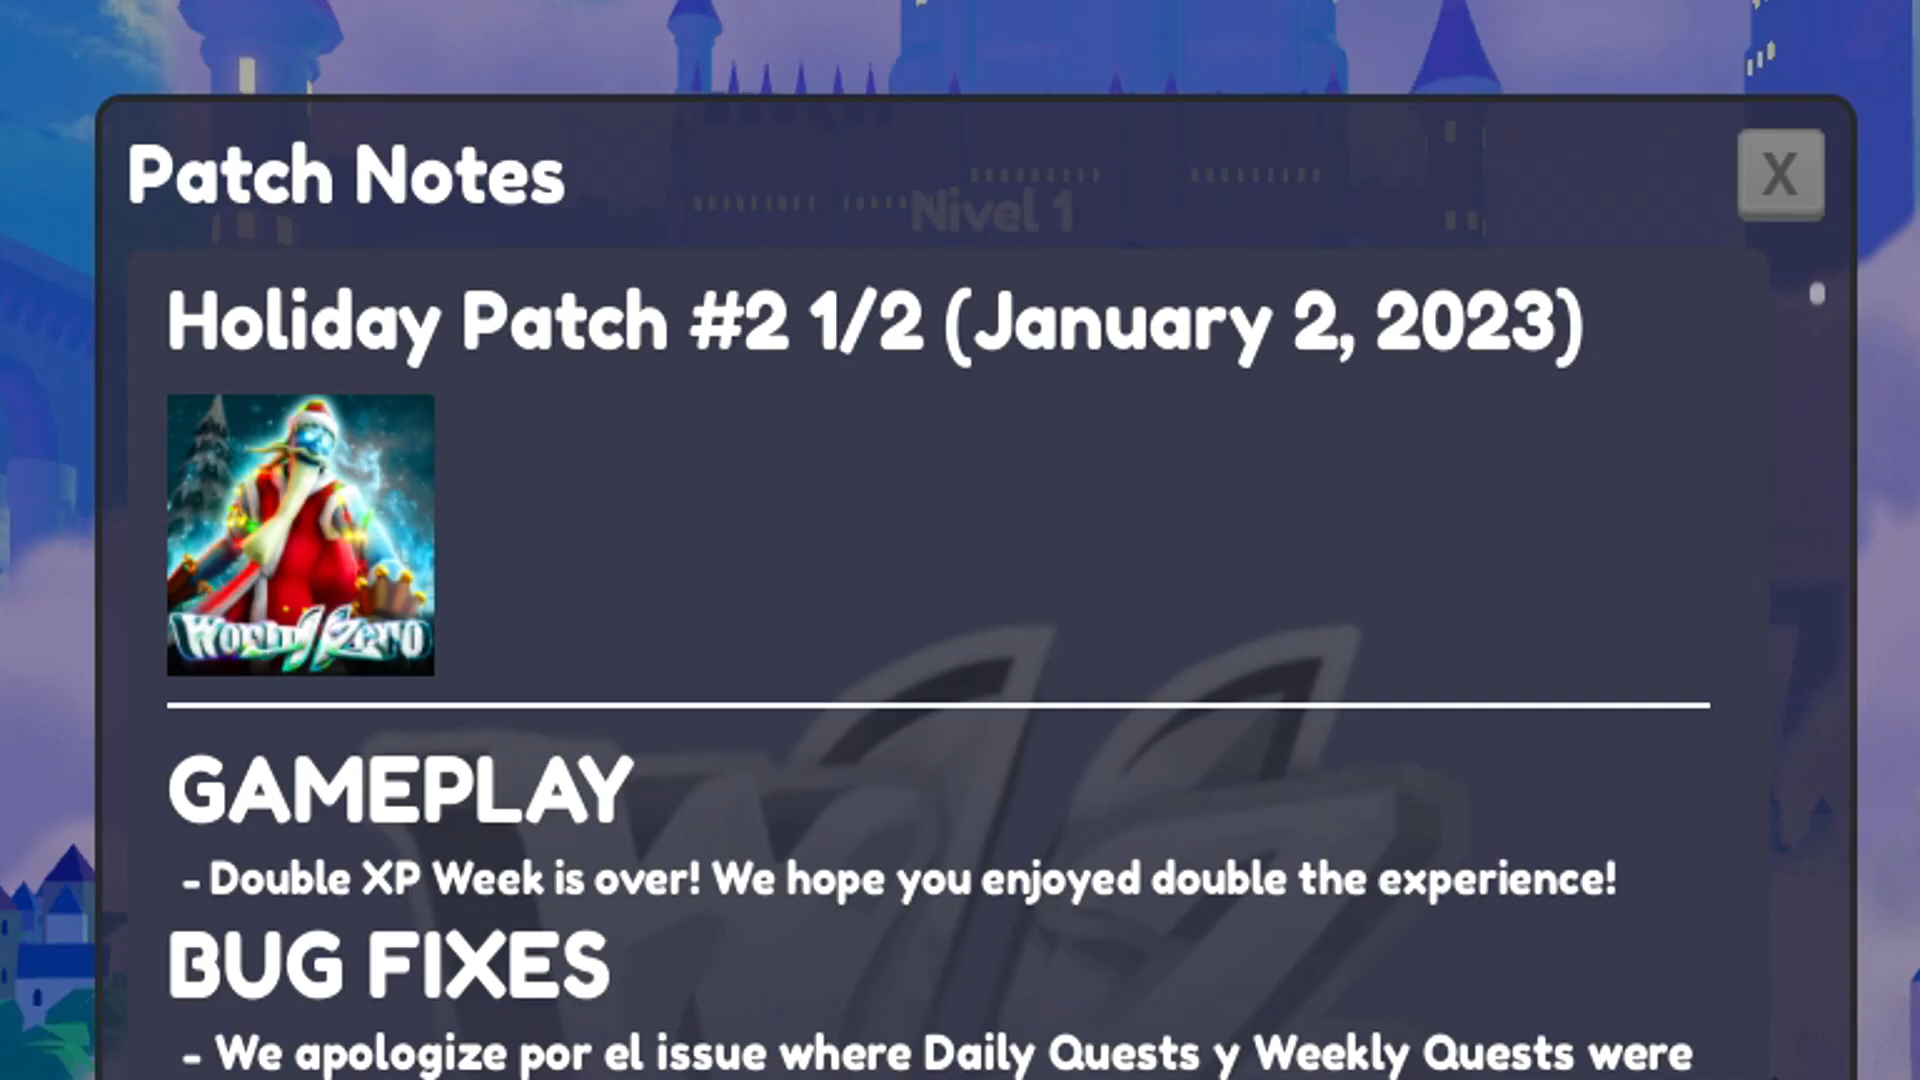 Patch Notes
X
Nivel 1
Holiday Patch #2 1/2 (January 2, 2023)
World Zero
GAMEPLAY
- Double XP Week is over! We hope you enjoyed double the experience!
BUG FIXES
- We apologize por el issue where Daily Quests y Weekly Quests were